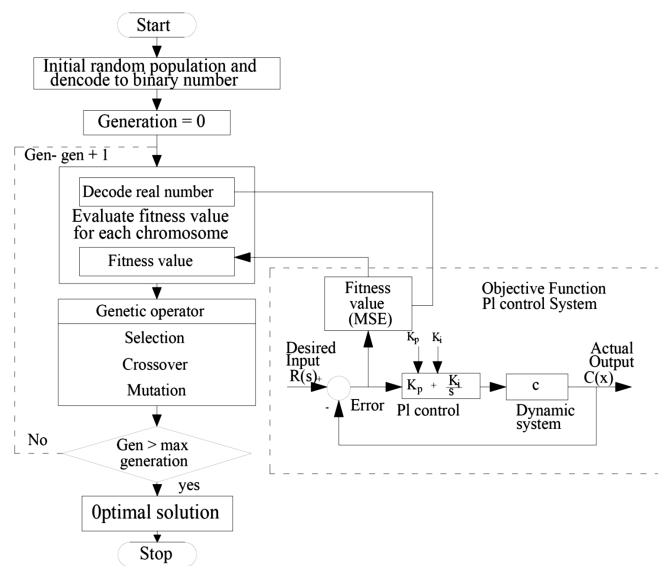 Start
Initial random population and
dencode to binary number
Generation = 0
Gen- gen + 1
Decode real number
Evaluate fitness value
for each chromosome
Fitness value
Genetic operator
Selection
Crossover
Mutation
No
Gen > max
generation
yes
0ptimal solution
Stop
Objective Function
Pl control System
Fitness
value
(MSE)
Kp Ki
Desired
Input
R(s)+
-
Error
Kp + Ki/s
Pl control
c
Dynamic
system
Actual
Output
C(x)